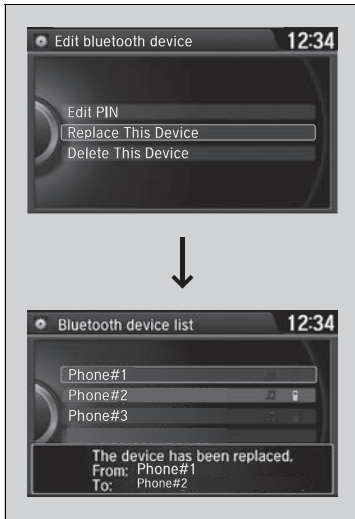 Edit bluetooth device 12:34
Edit PIN
Replace This Device
Delete This Device
Bluetooth device list 12:34
Phone#1
Phone#2
Phone#3
The device has been replaced.
From: Phone#1
To: Phone#2